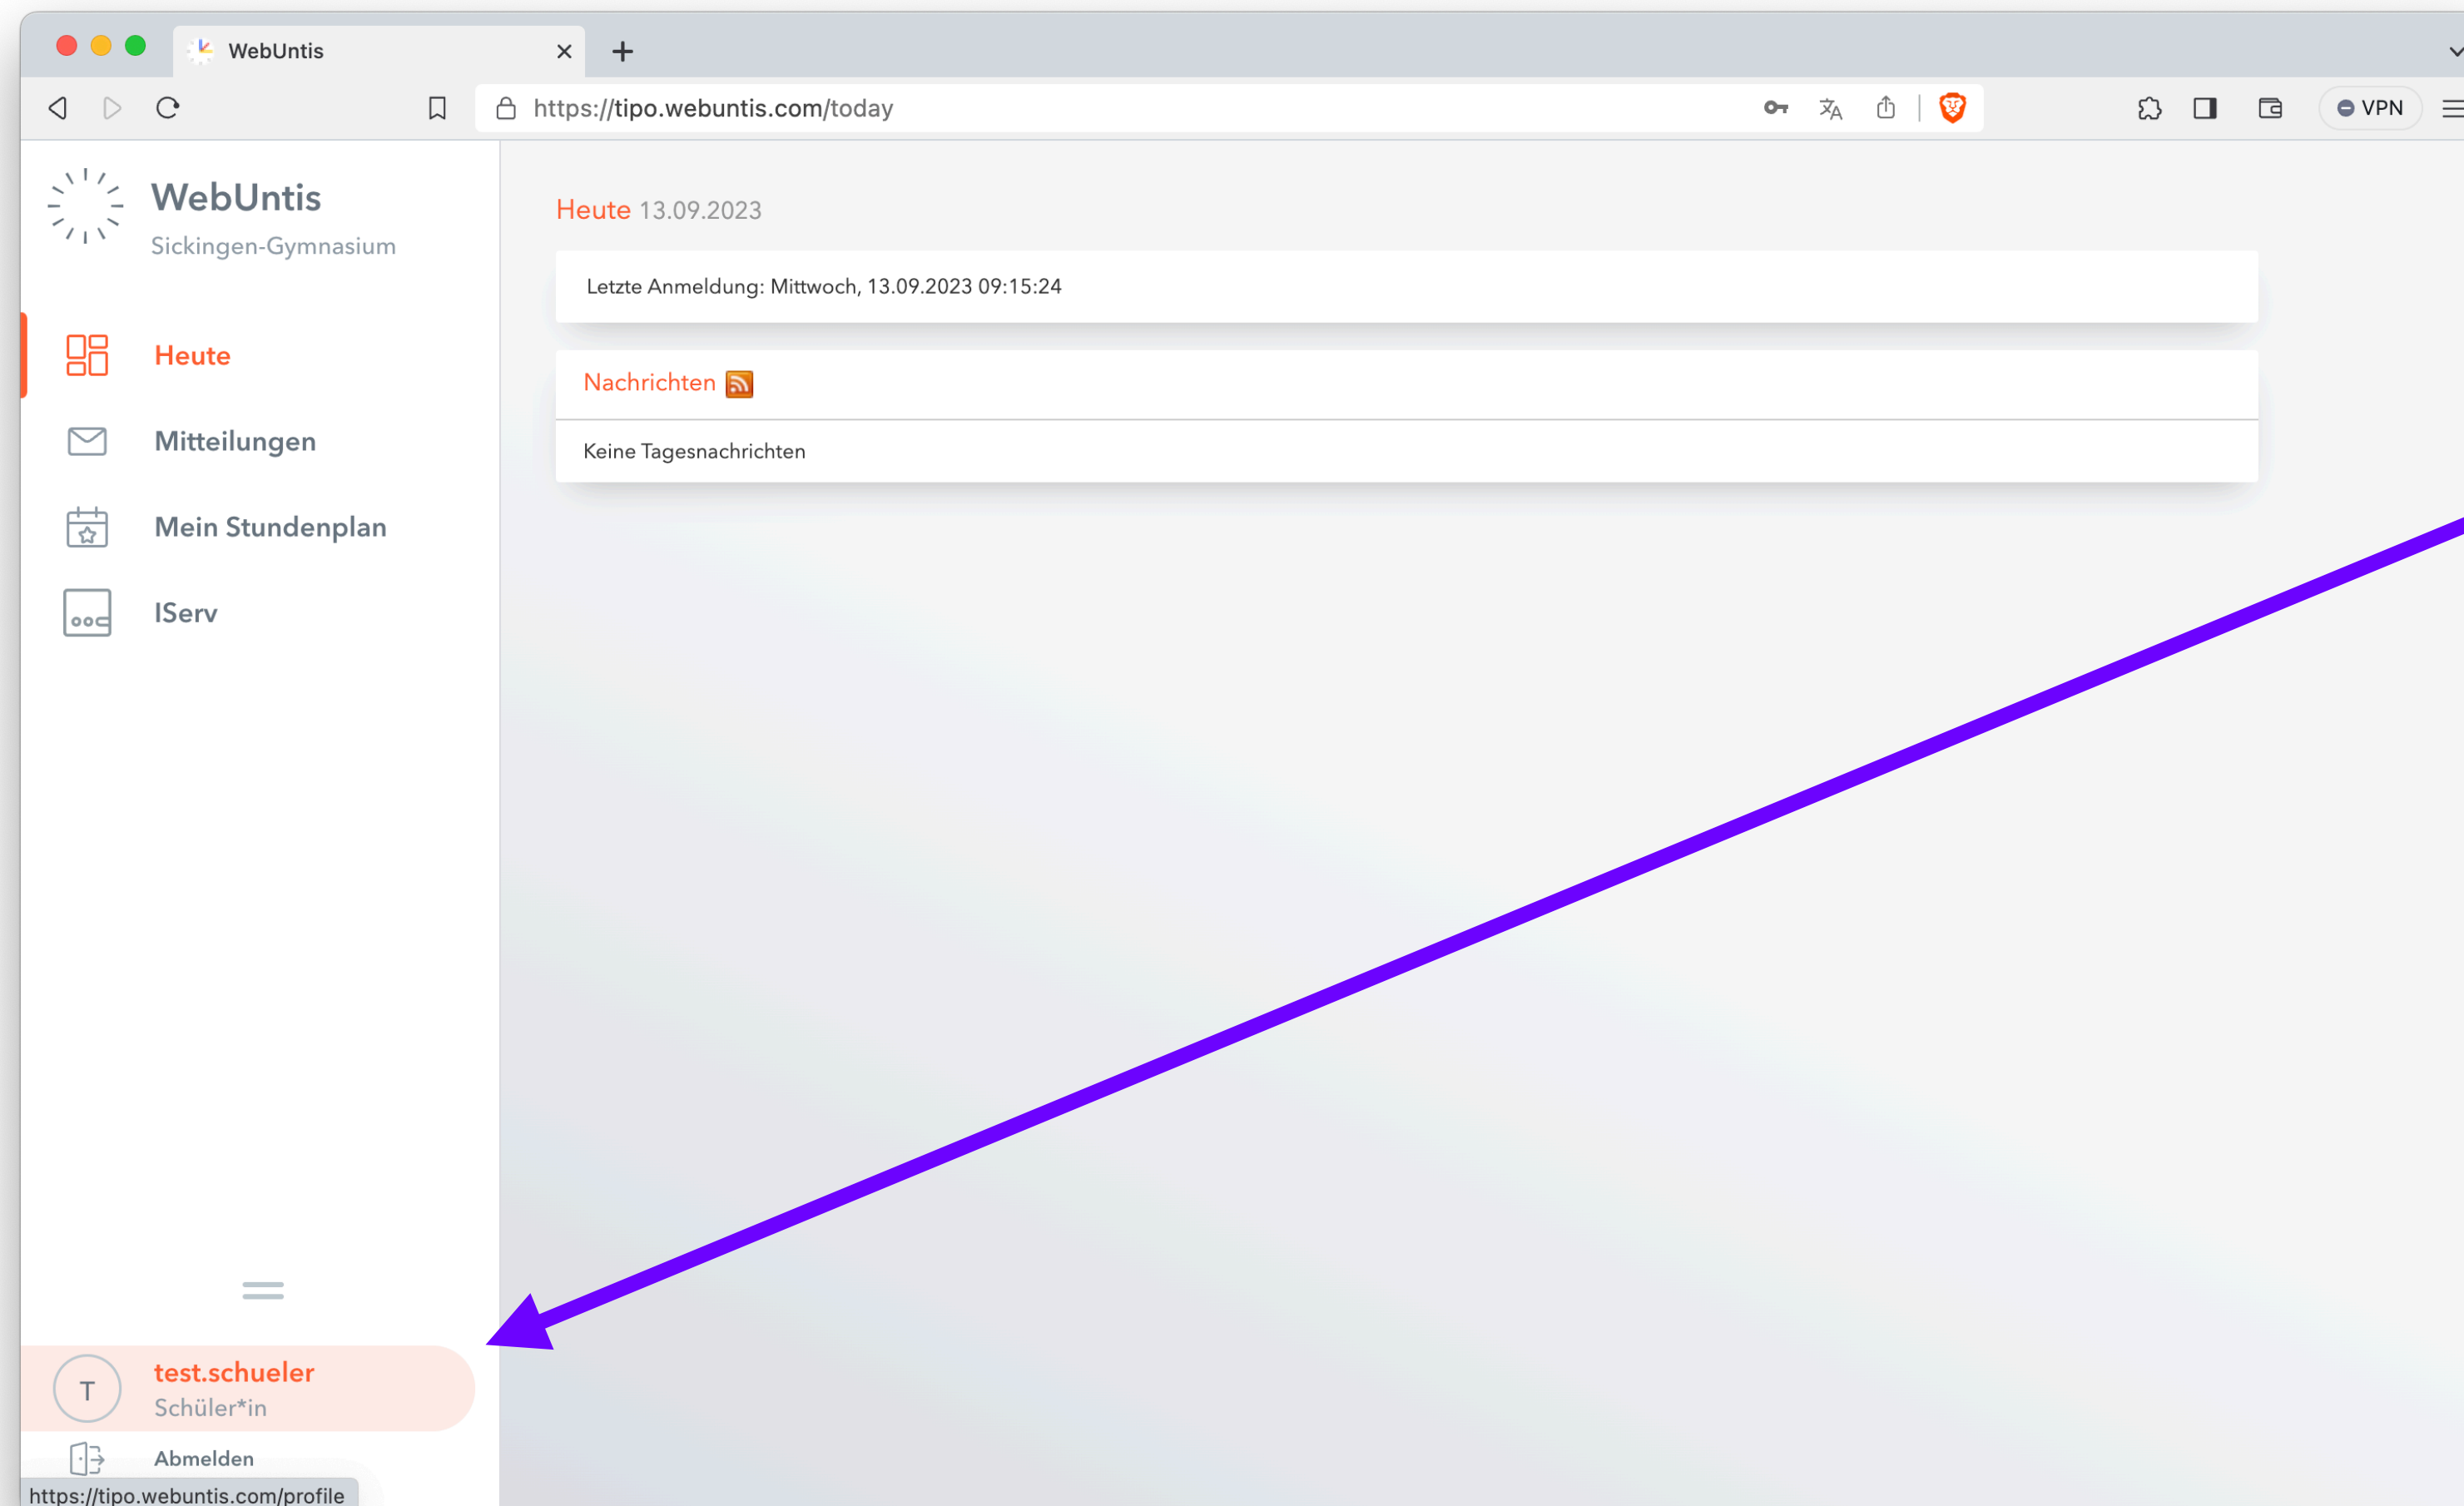 WebUntis
https://tipo.webuntis.com/today
VPN
WebUntis
Sickingen-Gymnasium
Heute
Mitteilungen
Mein Stundenplan
IServ
Heute 13.09.2023
Letzte Anmeldung: Mittwoch, 13.09.2023 09:15:24
Nachrichten
Keine Tagesnachrichten
T
test.schueler
Schüler*in
Abmelden
https://tipo.webuntis.com/profile